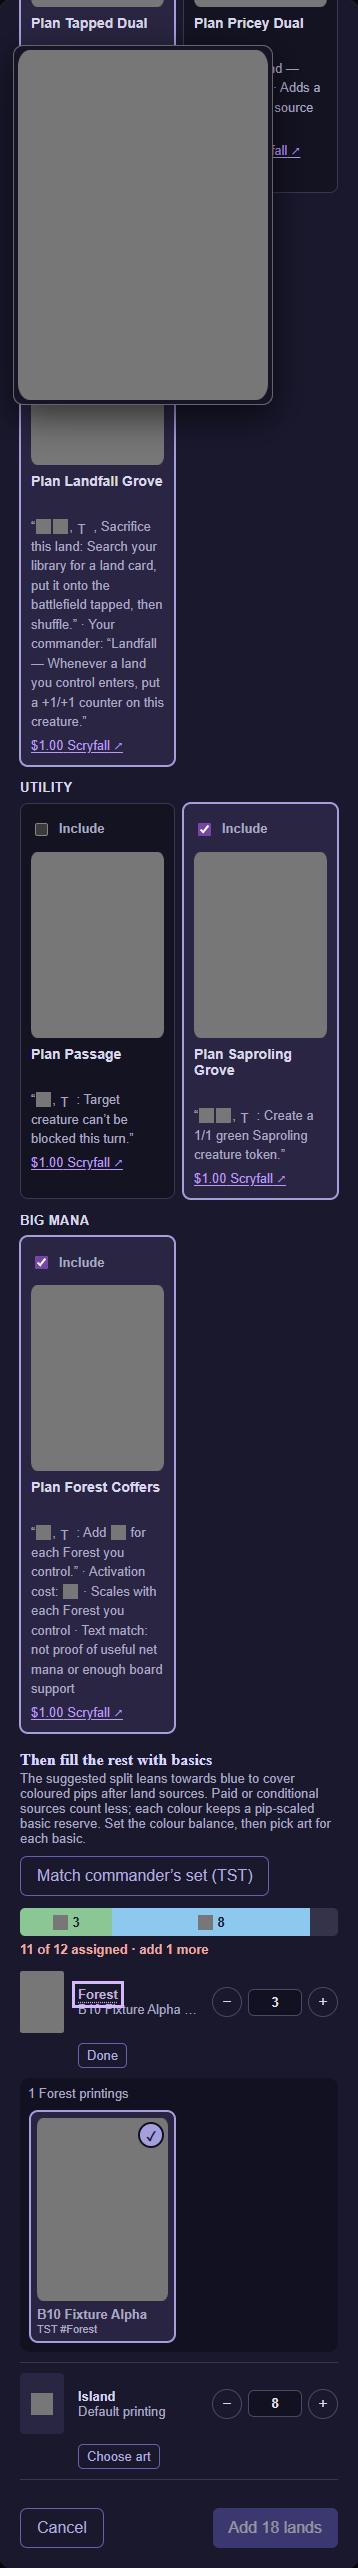 Plan Tapped Dual
Plan Pricey Dual
nd —
· Adds a
source
fall ↗
Plan Landfall Grove
“ , T , Sacrifice
this land: Search your
library for a land card,
put it onto the
battlefield tapped, then
shuffle.” · Your
commander: “Landfall
— Whenever a land
you control enters, put
a +1/+1 counter on this
creature.”
$1.00 Scryfall ↗
UTILITY
Include
Plan Passage
“ , T : Target
creature can’t be
blocked this turn.”
$1.00 Scryfall ↗
Include
Plan Saproling
Grove
“ , T : Create a
1/1 green Saproling
creature token.”
$1.00 Scryfall ↗
BIG MANA
Include
Plan Forest Coffers
“ , T : Add for
each Forest you
control.” · Activation
cost: · Scales with
each Forest you
control · Text match:
not proof of useful net
mana or enough board
support
$1.00 Scryfall ↗
Then fill the rest with basics
The suggested split leans towards blue to cover
coloured pips after land sources. Paid or conditional
sources count less; each colour keeps a pip-scaled
basic reserve. Set the colour balance, then pick art for
each basic.
Match commander’s set (TST)
3 8
11 of 12 assigned · add 1 more
Forest
B10 Fixture Alpha ...
− 3 +
Done
1 Forest printings
✓
B10 Fixture Alpha
TST #Forest
Island
Default printing
− 8 +
Choose art
Cancel
Add 18 lands